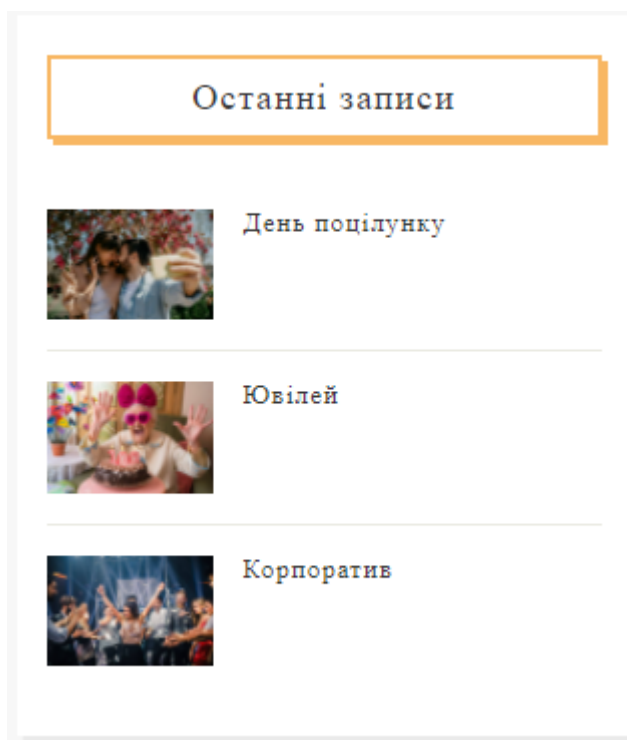 Останні записи
День поцілунку
Ювілей
Корпоратив